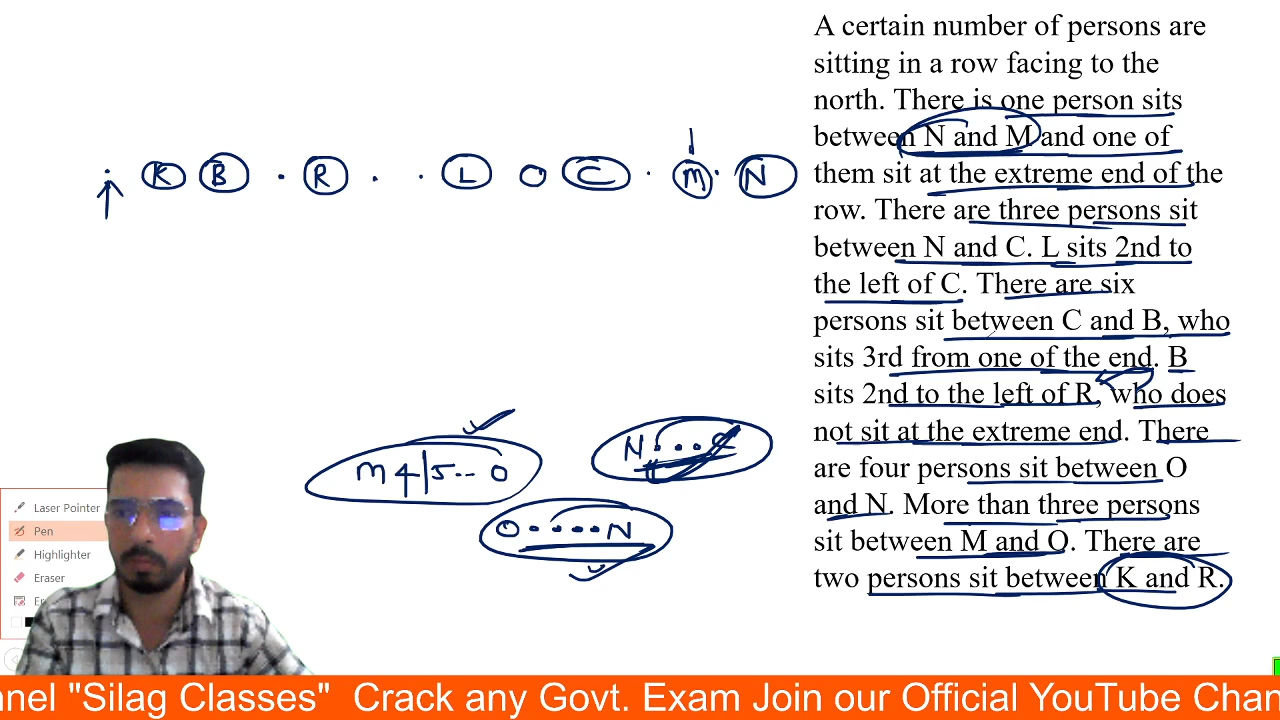 A certain number of persons are
sitting in a row facing to the
north. There is one person sits
between N and M and one of
them sit at the extreme end of the
row. There are three persons sit
between N and C. L sits 2nd to
the left of C. There are six
persons sit between C and B, who
sits 3rd from one of the end. B
sits 2nd to the left of R, who does
not sit at the extreme end. There
are four persons sit between O
and N. More than three persons
sit between M and O. There are
two persons sit between K and R.
K B . R . . L O C . M . N
M 4/5... O
N . . .
O . . . . N
Laser Pointer
Pen
Highlighter
Eraser
Er
nnel "Silag Classes" Crack any Govt. Exam Join our Official YouTube Chan